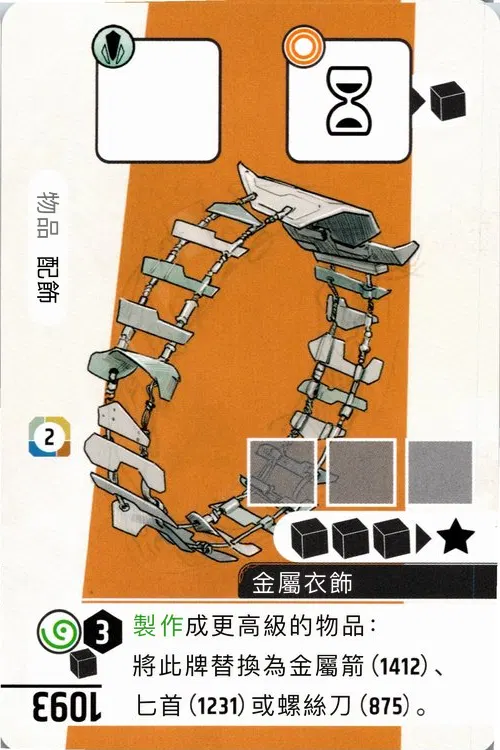 物品 配飾
2
金屬衣飾
3 製作成更高級的物品：
將此牌替換為金屬箭（1412）、
匕首（1231）或螺絲刀（875）。
1093